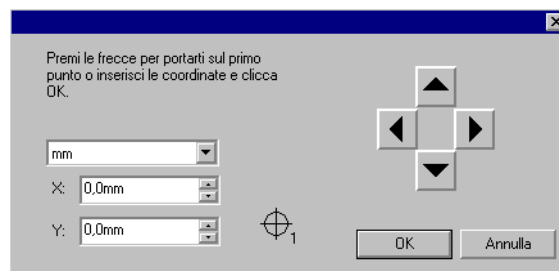 Premi le frecce per portarti sul primo
punto o inserisci le coordinate e clicca
OK.
mm
X: 0,0mm
Y: 0,0mm
1
OK Annulla